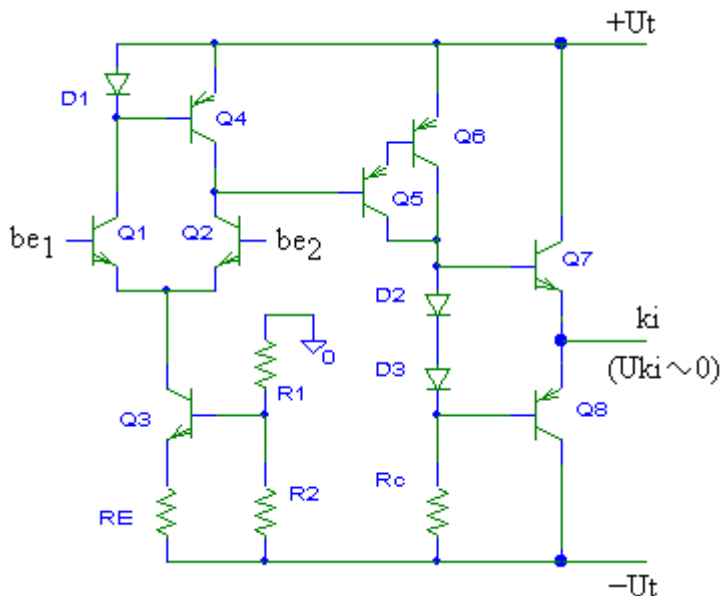 +Ut
D1
Q4
Q6
Q5
be1
Q1
Q2
be2
Q7
D2
ki
(Uki~0)
0
R1
D3
Q3
Q8
RE
R2
Rc
−Ut